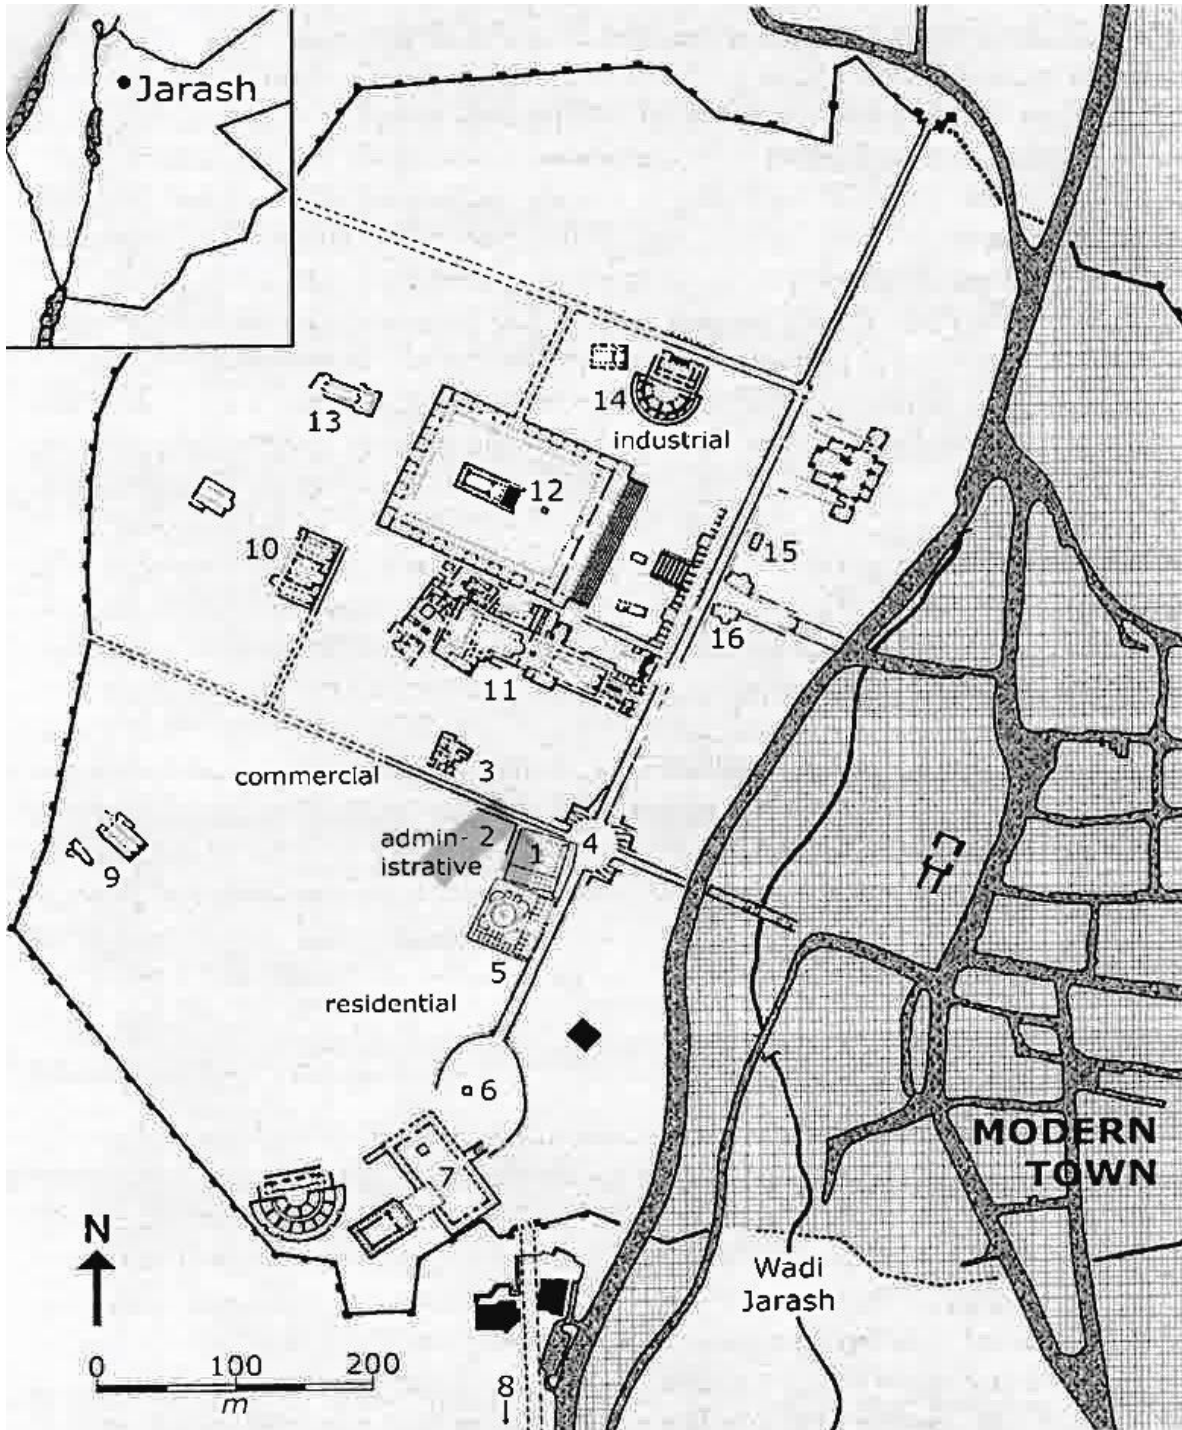 Jarash
14
13
industrial
12
10
15
16
11
3
commercial
admin-
istrative
2
1
4
9
5
residential
6
MODERN
TOWN
7
N
Wadi
Jarash
0 100 200
m
8